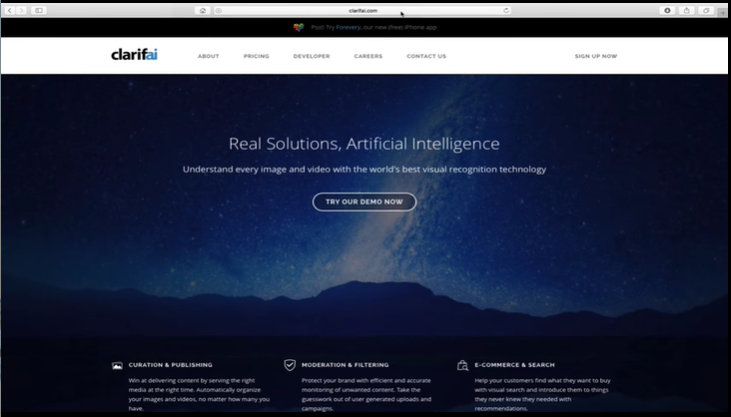 clarifai.com
Psst! Try Forevery, our new (free) iPhone app
clarifai
ABOUT PRICING DEVELOPER CAREERS CONTACT US SIGN UP NOW
Real Solutions, Artificial Intelligence
Understand every image and video with the world's best visual recognition technology
TRY OUR DEMO NOW
CURATION & PUBLISHING
Win at delivering content by serving the right
media at the right time. Automatically organize
your images and videos, no matter how many you
have.
MODERATION & FILTERING
Protect your brand with efficient and accurate
monitoring of unwanted content. Take the
guesswork out of user generated uploads and
campaigns.
E-COMMERCE & SEARCH
Help your customers find what they want to buy
with visual search and introduce them to things
they never knew they needed with
recommendations.